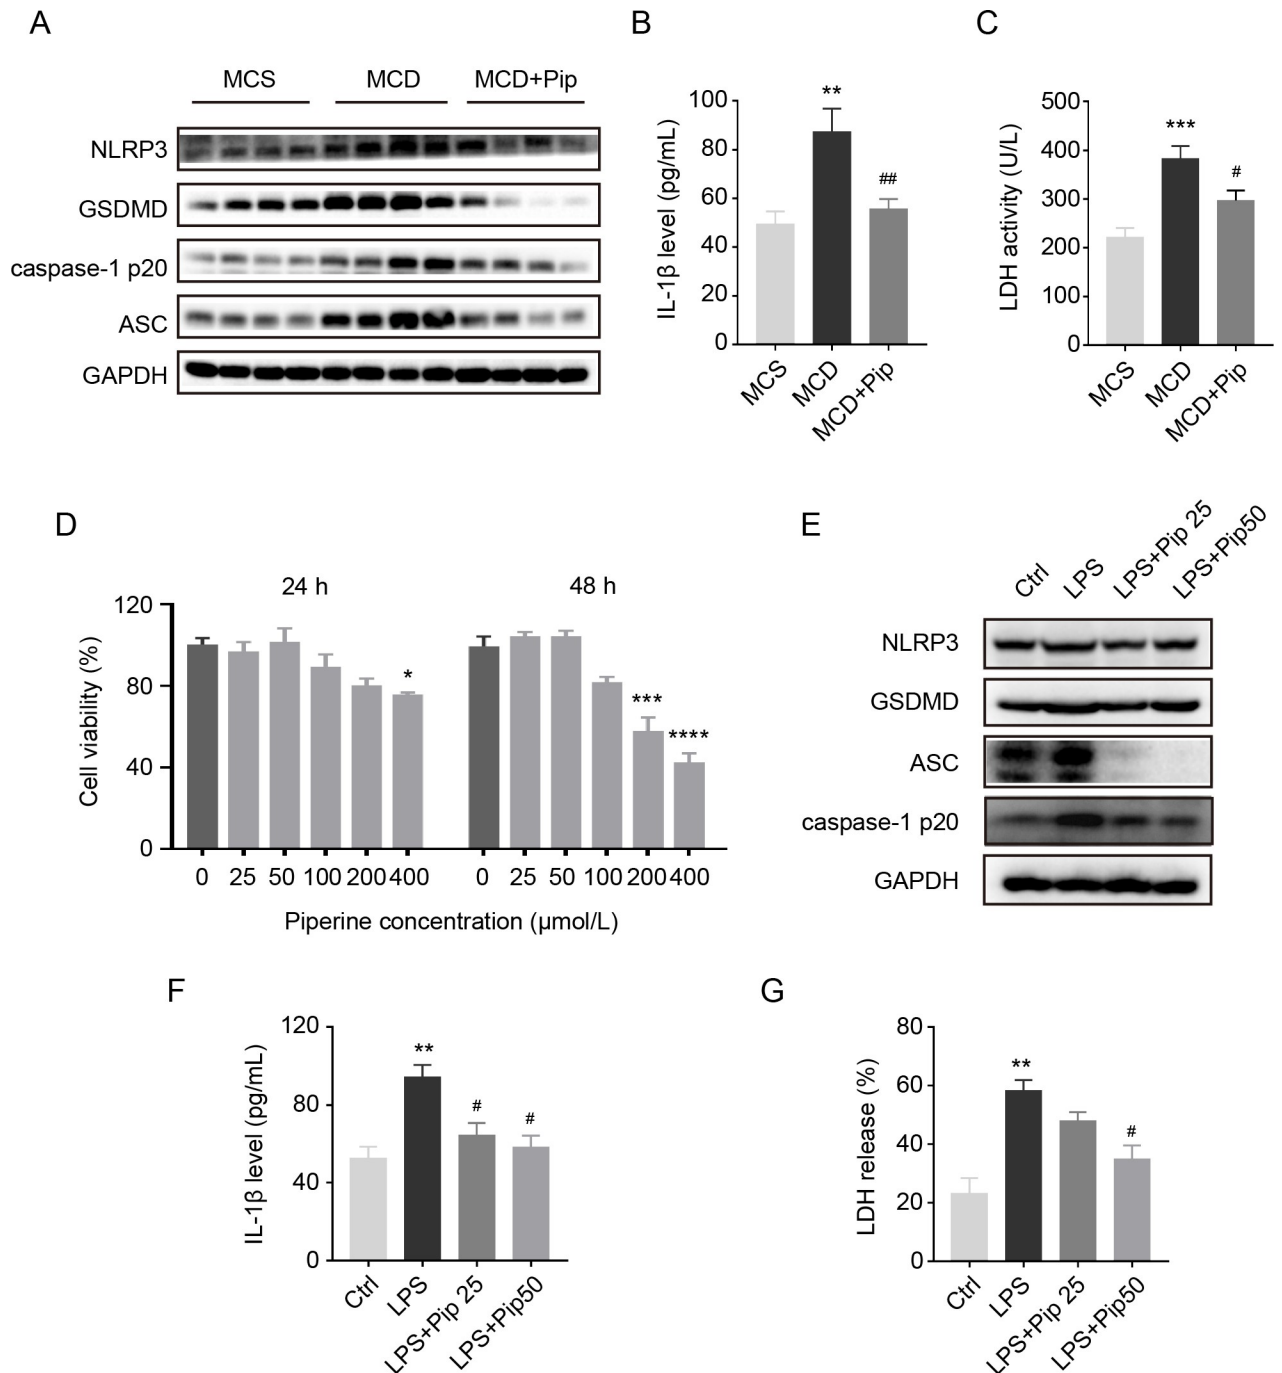 A
MCS MCD MCD+Pip
NLRP3
GSDMD
caspase-1 p20
ASC
GAPDH
B
IL-1β level (pg/mL)
100
80
60
40
20
0
**
##
MCS MCD MCD+Pip
C
LDH activity (U/L)
500
400
300
200
100
0
***
#
MCS MCD MCD+Pip
D
24 h 48 h
Cell viability (%)
120
80
40
0
*
***
****
0 25 50 100 200 400 0 25 50 100 200 400
Piperine concentration (μmol/L)
E
Ctrl LPS LPS+Pip 25 LPS+Pip50
NLRP3
GSDMD
ASC
caspase-1 p20
GAPDH
F
IL-1β level (pg/mL)
120
80
40
0
**
#
#
Ctrl LPS LPS+Pip 25 LPS+Pip50
G
LDH release (%)
80
60
40
20
0
**
#
Ctrl LPS LPS+Pip 25 LPS+Pip50